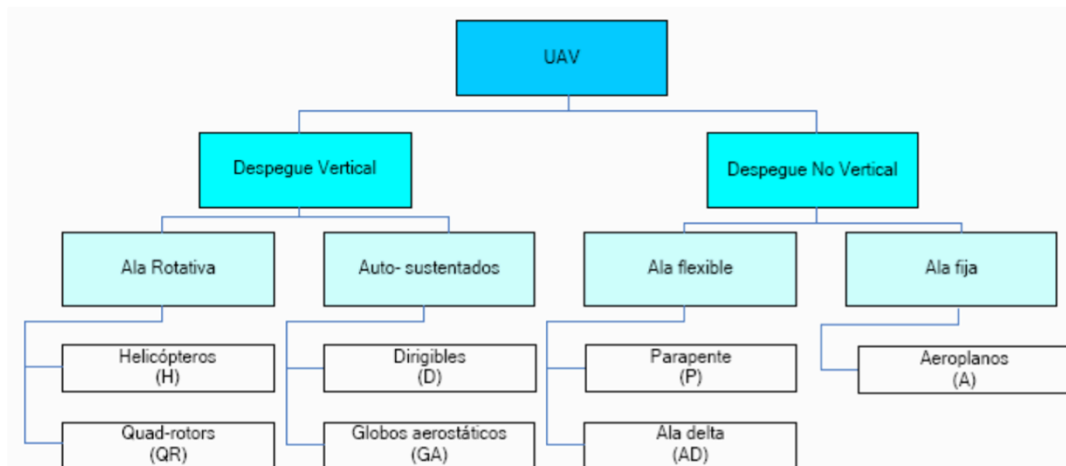 UAV
Despegue Vertical
Despegue No Vertical
Ala Rotativa
Auto- sustentados
Ala flexible
Ala fija
Helicópteros
(H)
Dirigibles
(D)
Parapente
(P)
Aeroplanos
(A)
Quad-rotors
(QR)
Globos aerostáticos
(GA)
Ala delta
(AD)